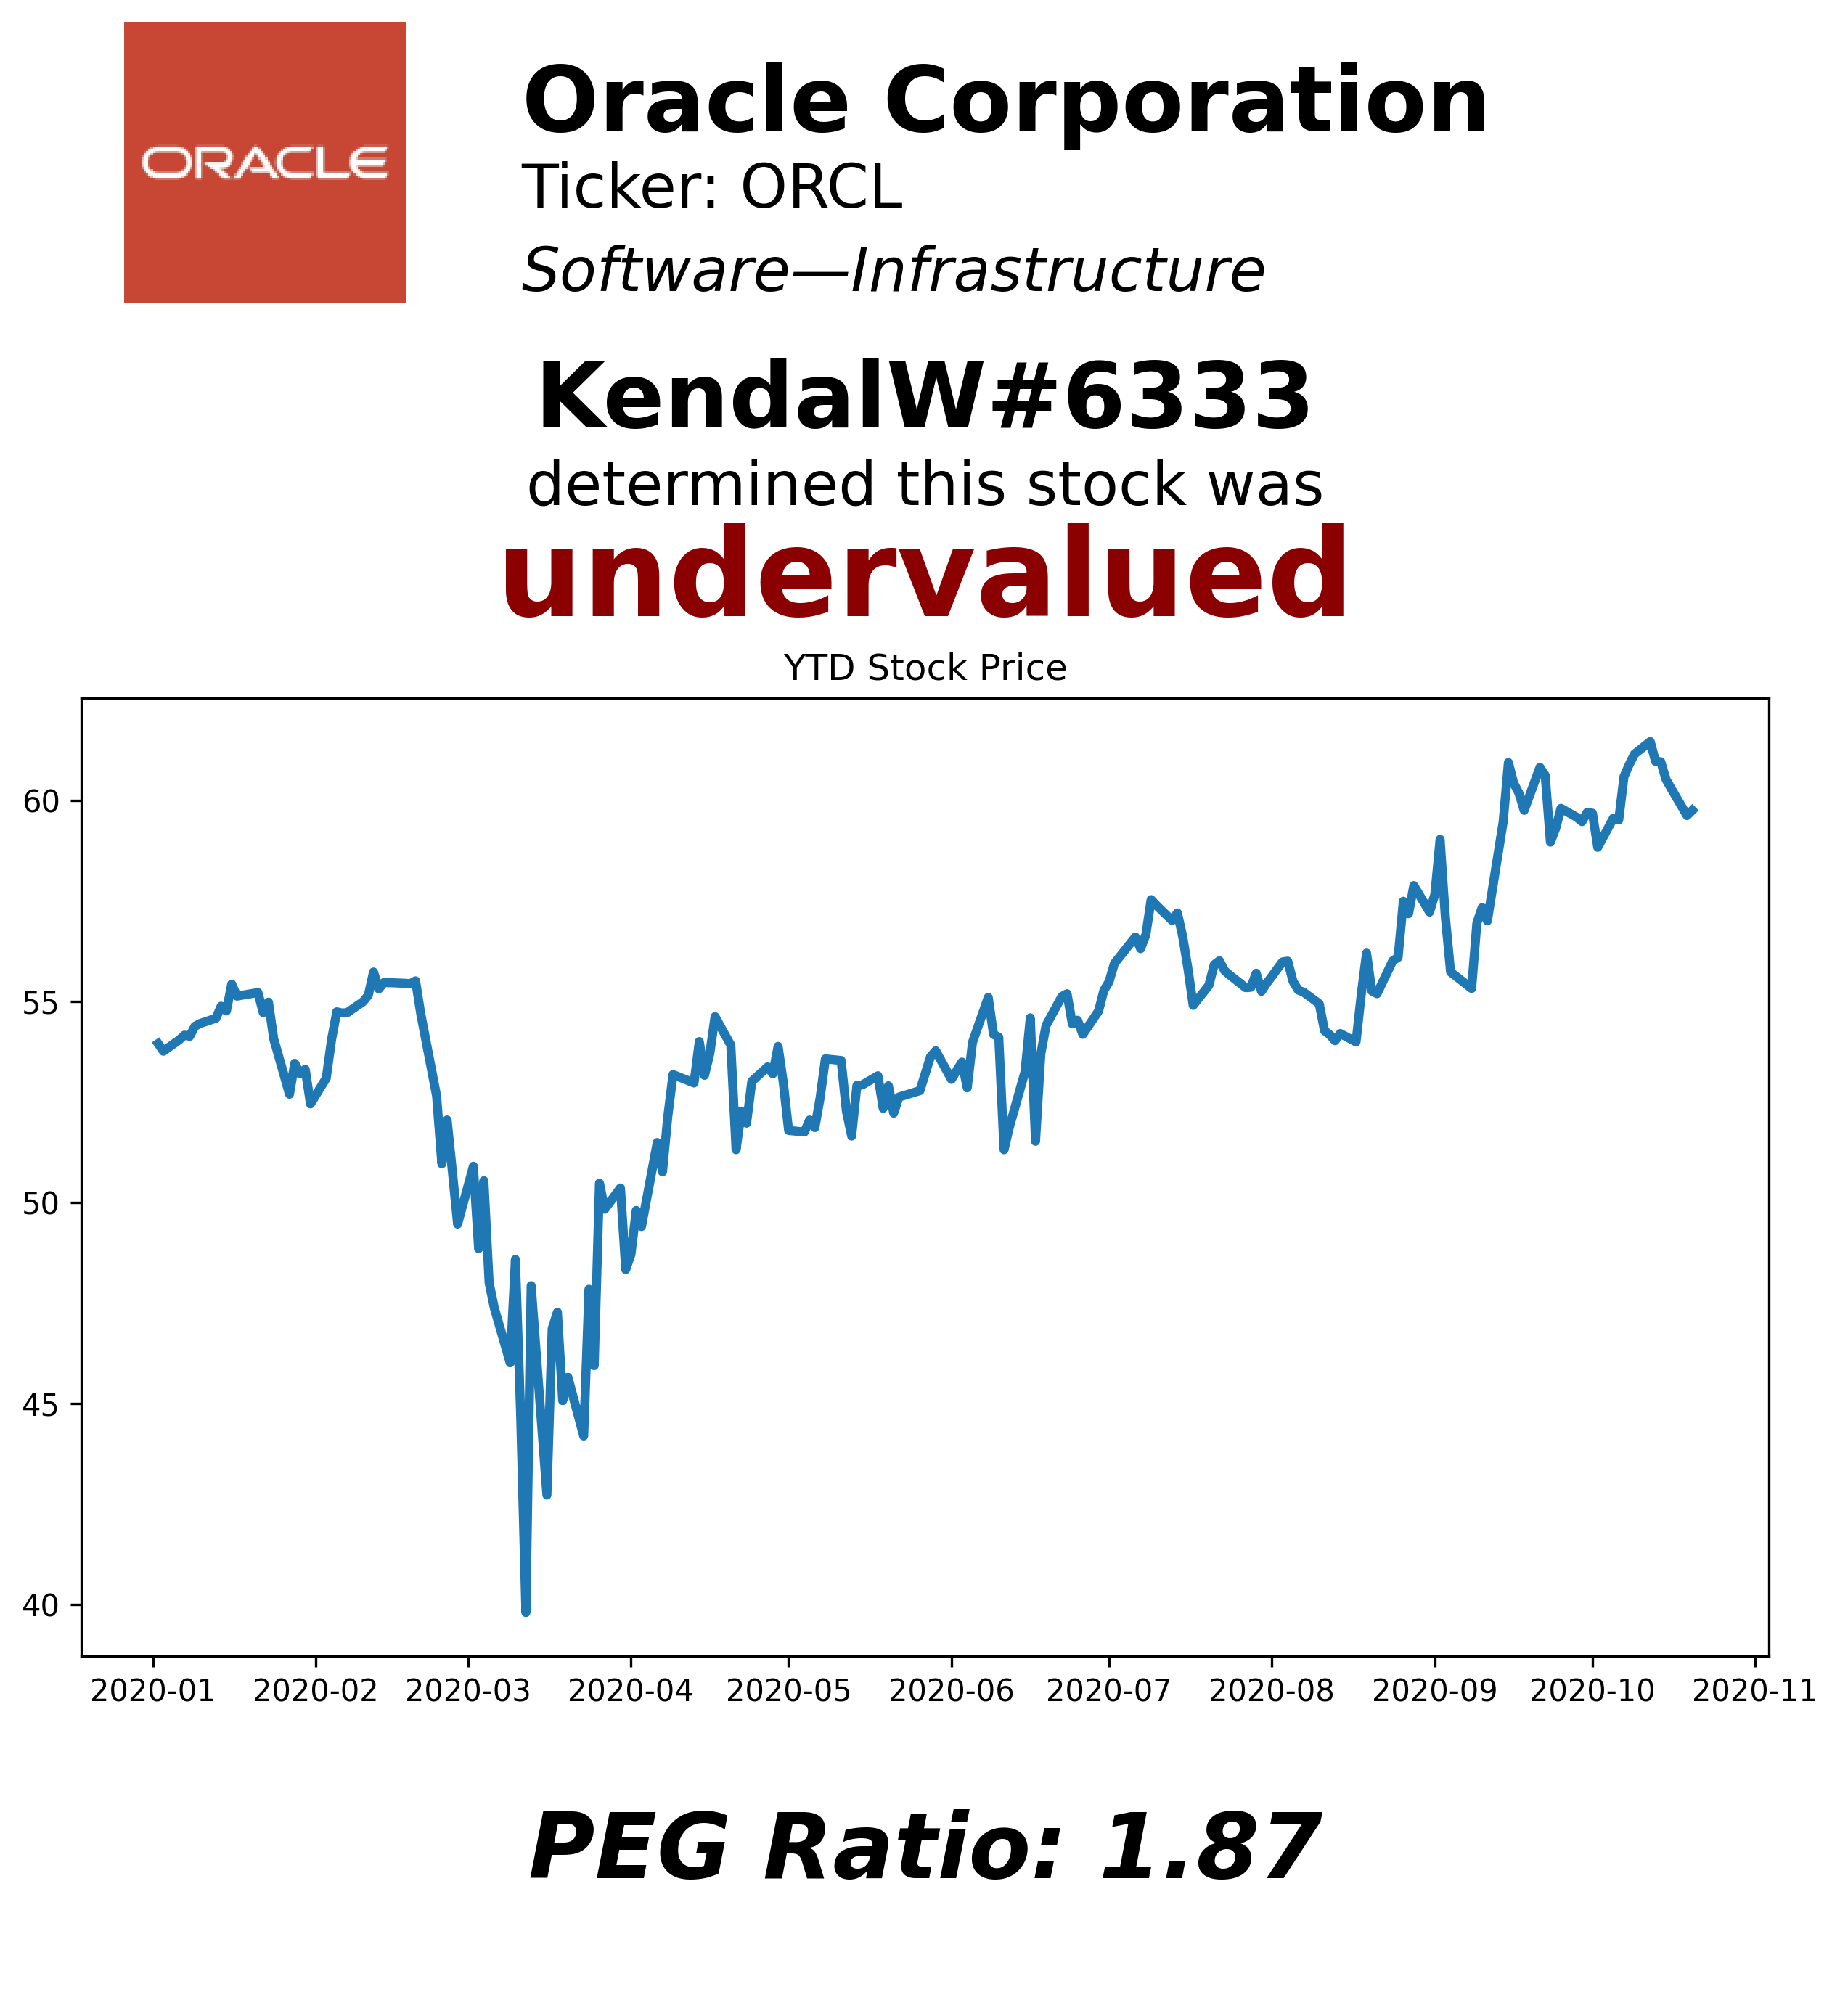 ORACLE
Oracle Corporation
Ticker: ORCL
Software—Infrastructure
KendalW#6333
determined this stock was
undervalued
YTD Stock Price
60
55
50
45
40
2020-01 2020-02 2020-03 2020-04 2020-05 2020-06 2020-07 2020-08 2020-09 2020-10 2020-11
PEG Ratio: 1.87